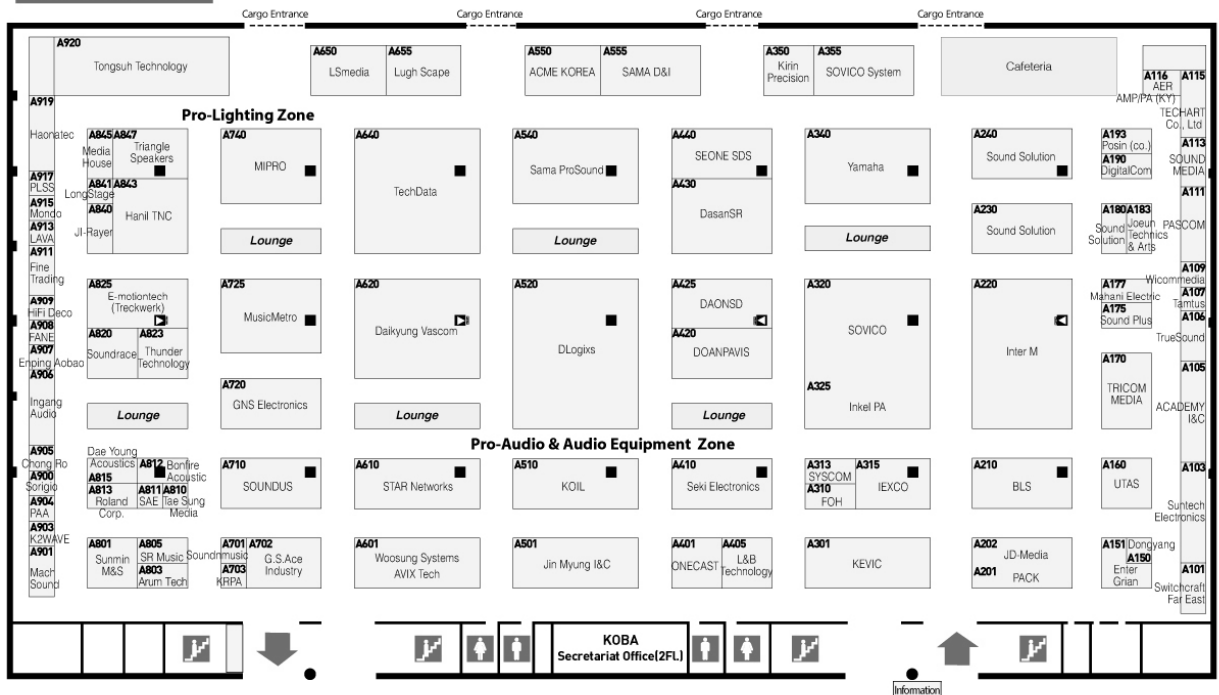 Cargo Entrance
Cargo Entrance
Cargo Entrance
Cargo Entrance
A920
Tongsuh Technology
A650
LSmedia
A655
Lugh Scape
A550
ACME KOREA
A555
SAMA D&I
A350
Kirin
Precision
A355
SOVICO System
Cafeteria
A116
AER
AMP/PA (KY)
A115
TECHART
Co., Ltd
A919
Haonatec
Pro-Lighting Zone
A845
Media
House
A847
Triangle
Speakers
A740
MIPRO
A640
TechData
A540
Sama ProSound
A440
SEONE SDS
A340
Yamaha
A240
Sound Solution
A193
Posin (co.)
A190
DigitalCom
A113
SOUND
MEDIA
A917
PLSS
A841
LongStage
A843
Hanil TNC
A430
DasanSR
A111
PASCOM
A915
Mondo
A840
JI-Rayer
A230
Sound Solution
A180
Sound
Solution
A183
Joeun
Technics
& Arts
A913
LAVA
Lounge
Lounge
Lounge
A911
Fine
Trading
A109
Wicommedia
A825
E-motiontech
(Treckwerk)
A725
MusicMetro
A620
Daikyung Vascom
A520
DLogixs
A425
DAONSD
A320
SOVICO
A220
Inter M
A177
Mahani Electric
A107
Tamtus
A909
HiFi Deco
A175
Sound Plus
A106
TrueSound
A908
FANE
A820
Soundrace
A823
Thunder
Technology
A420
DOANPAVIS
A907
Enping Aobao
A170
TRICOM
MEDIA
A105
ACADEMY
I&C
A906
Ingang
Audio
A720
GNS Electronics
A325
Inkel PA
Lounge
Lounge
Lounge
Pro-Audio & Audio Equipment Zone
A905
Chong Ro
Dae Young
Acoustics
A815
A812
Bonfire
Acoustic
A710
SOUNDUS
A610
STAR Networks
A510
KOIL
A410
Seki Electronics
A313
SYSCOM
A310
FOH
A315
IEXCO
A210
BLS
A160
UTAS
A103
Suntech
Electronics
A900
Sorigio
A813
Roland
Corp.
A811
SAE
A810
Tae Sung
Media
A904
PAA
A903
K2WAVE
A901
Mach
Sound
A801
Sunmin
M&S
A805
SR Music
A803
Arum Tech
A701
Soundnmusic
A703
KRPA
A702
G.S.Ace
Industry
A601
Woosung Systems
AVIX Tech
A501
Jin Myung I&C
A401
ONECAST
A405
L&B
Technology
A301
KEVIC
A202
JD-Media
A201
PACK
A151
Dongyang
A150
Enter
Grian
A101
Switchcraft
Far East
KOBA
Secretariat Office(2FL)
Information